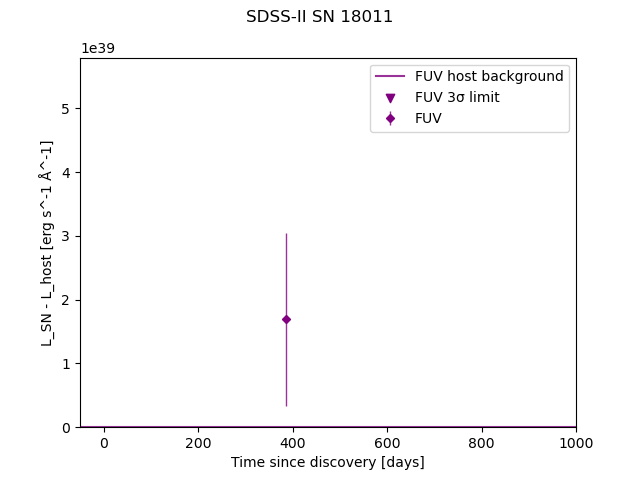 SDSS-II SN 18011
1e39
FUV host background
FUV 3σ limit
FUV
5
4
3
2
1
0
L_SN - L_host [erg s^-1 Å^-1]
0 200 400 600 800 1000
Time since discovery [days]